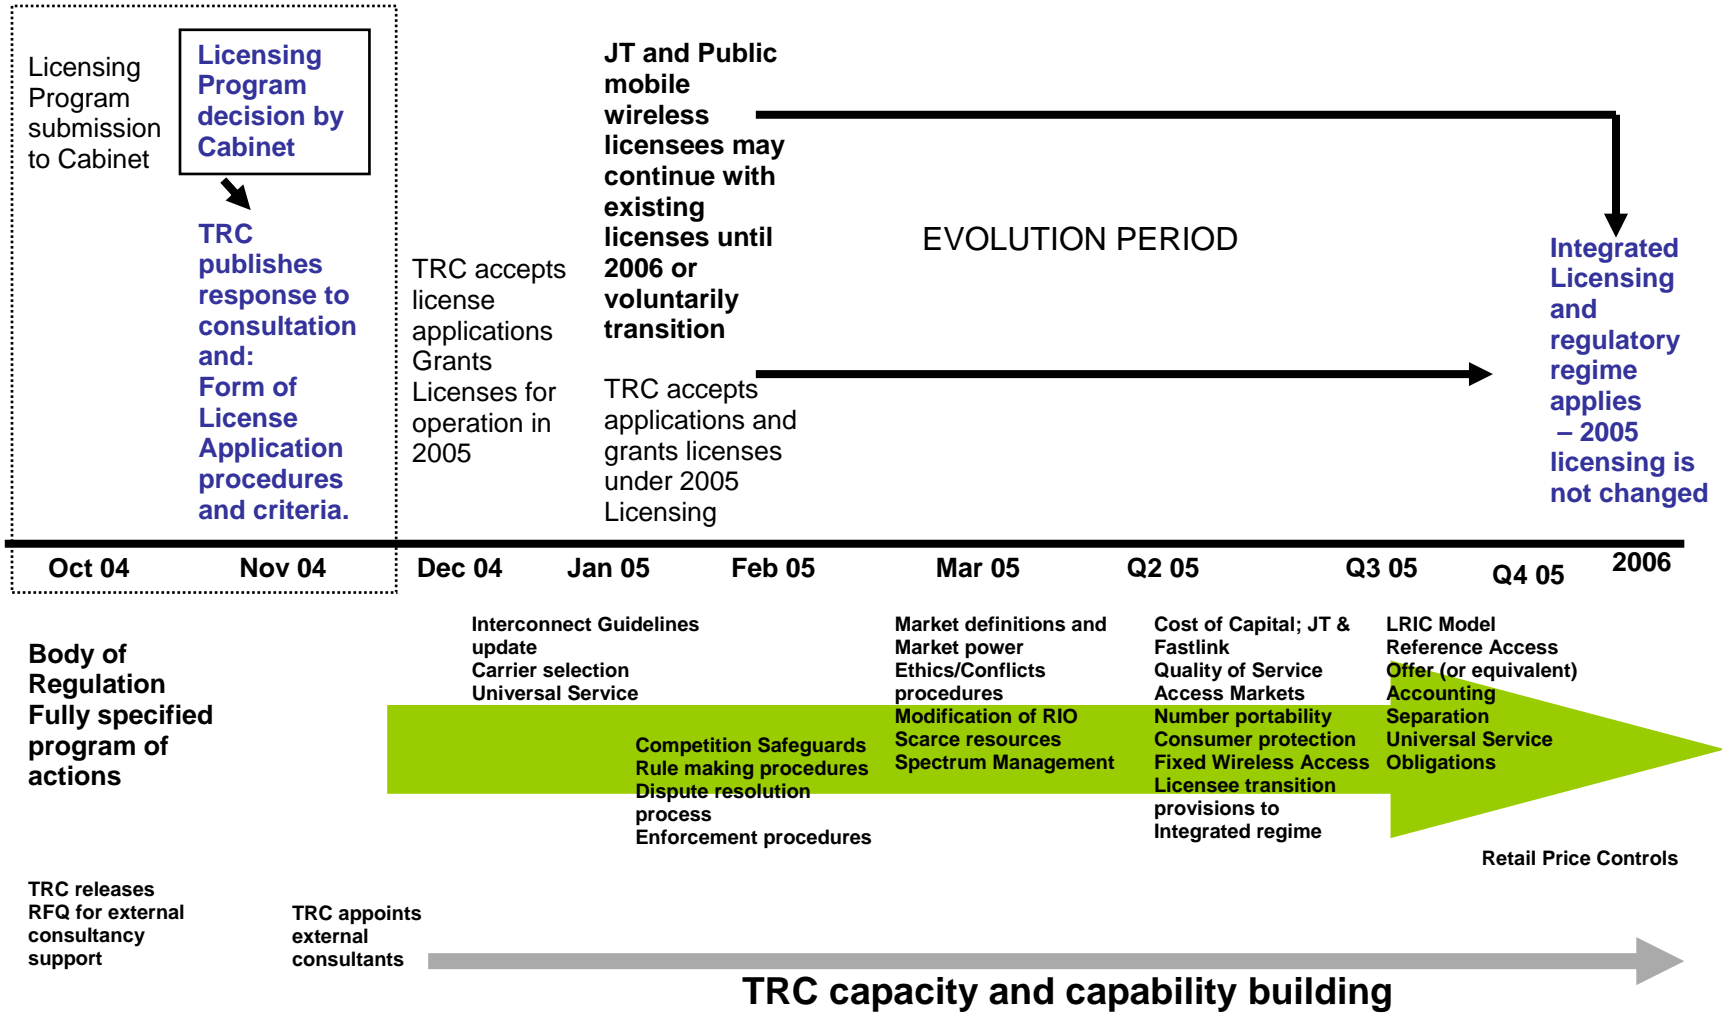 Licensing
Program
submission
to Cabinet
Licensing
Program
decision by
Cabinet
TRC
publishes
response to
consultation
and:
Form of
License
Application
procedures
and criteria.
TRC accepts
license
applications
Grants
Licenses for
operation in
2005
JT and Public
mobile
wireless
licensees may
continue with
existing
licenses until
2006 or
voluntarily
transition
TRC accepts
applications and
grants licenses
under 2005
Licensing
EVOLUTION PERIOD
Integrated
Licensing
and
regulatory
regime
applies
– 2005
licensing is
not changed
Oct 04
Nov 04
Dec 04
Jan 05
Feb 05
Mar 05
Q2 05
Q3 05
Q4 05
2006
Body of
Regulation
Fully specified
program of
actions
Interconnect Guidelines
update
Carrier selection
Universal Service
Competition Safeguards
Rule making procedures
Dispute resolution
process
Enforcement procedures
Market definitions and
Market power
Ethics/Conflicts
procedures
Modification of RIO
Scarce resources
Spectrum Management
Cost of Capital; JT &
Fastlink
Quality of Service
Access Markets
Number portability
Consumer protection
Fixed Wireless Access
Licensee transition
provisions to
Integrated regime
LRIC Model
Reference Access
Offer (or equivalent)
Accounting
Separation
Universal Service
Obligations
Retail Price Controls
TRC releases
RFQ for external
consultancy
support
TRC appoints
external
consultants
TRC capacity and capability building